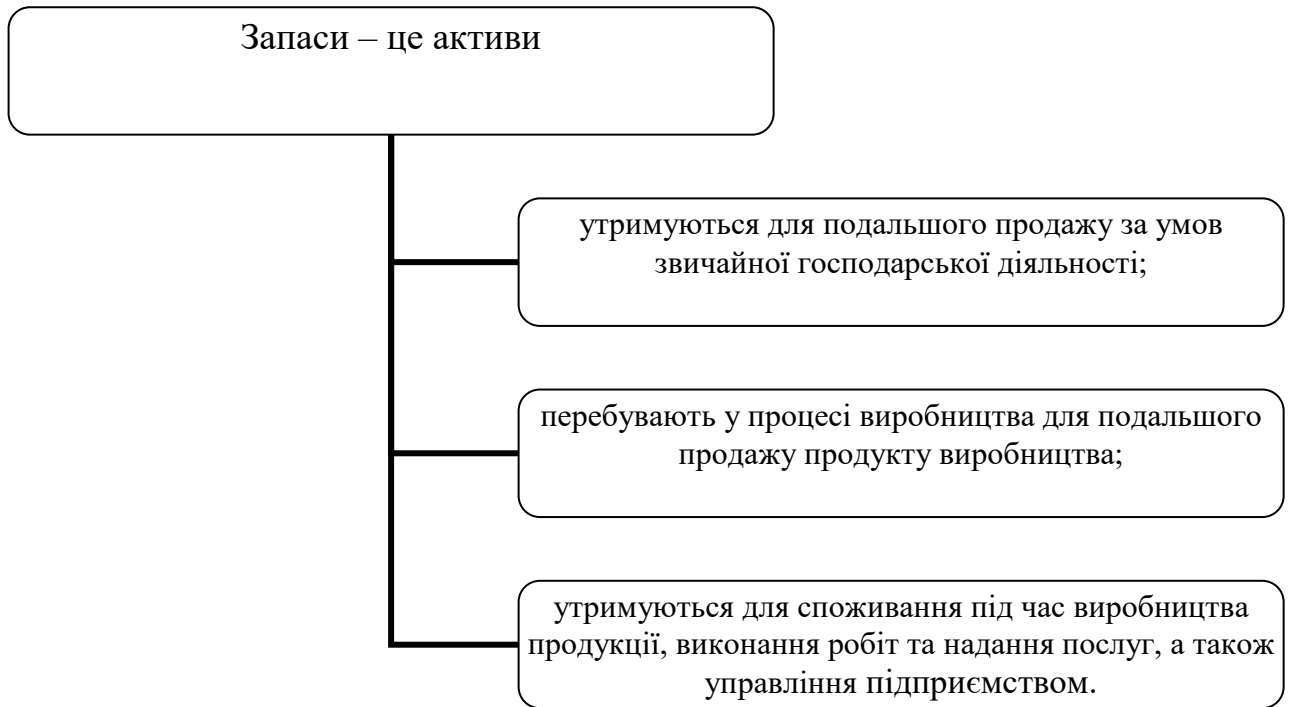 Запаси – це активи
утримуються для подальшого продажу за умов
звичайної господарської діяльності;
перебувають у процесі виробництва для подальшого
продажу продукту виробництва;
утримуються для споживання під час виробництва
продукції, виконання робіт та надання послуг, а також
управління підприємством.